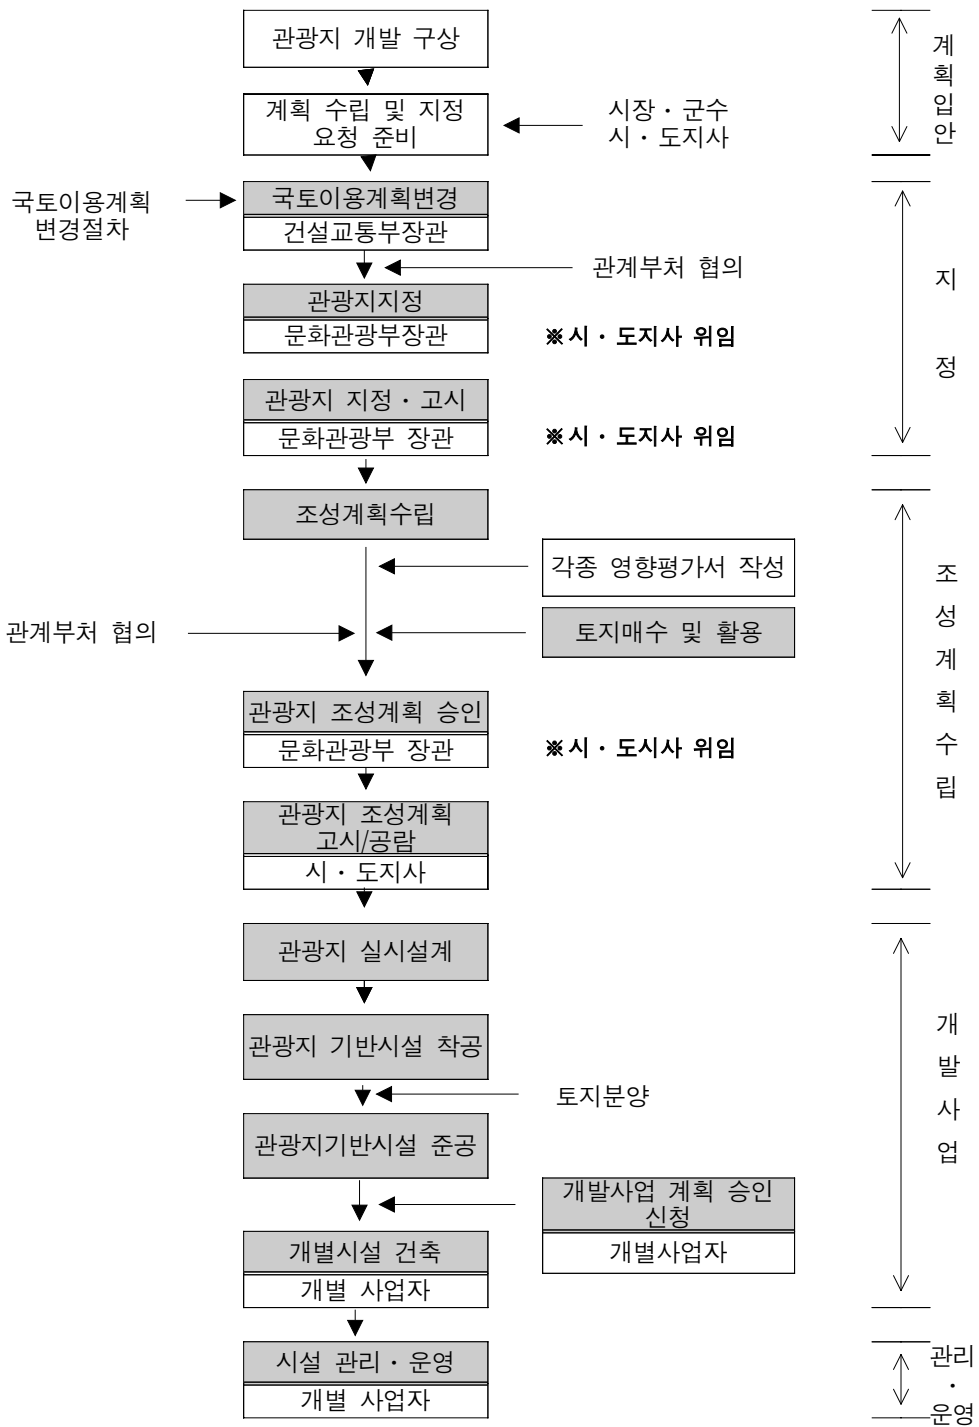 관광지 개발 구상
계획 수립 및 지정
요청 준비
시장・군수
시・도지사
계
획
입
안
국토이용계획
변경절차
국토이용계획변경
건설교통부장관
관계부처 협의
관광지지정
문화관광부장관
※시・도지사 위임
관광지 지정・고시
문화관광부 장관
※시・도지사 위임
지
정
조성계획수립
각종 영향평가서 작성
관계부처 협의
토지매수 및 활용
관광지 조성계획 승인
문화관광부 장관
※시・도시사 위임
관광지 조성계획
고시/공람
시・도지사
조
성
계
획
수
립
관광지 실시설계
관광지 기반시설 착공
토지분양
관광지기반시설 준공
개발사업 계획 승인
신청
개별사업자
개별시설 건축
개별 사업자
개
발
사
업
시설 관리・운영
개별 사업자
관리
・
운영